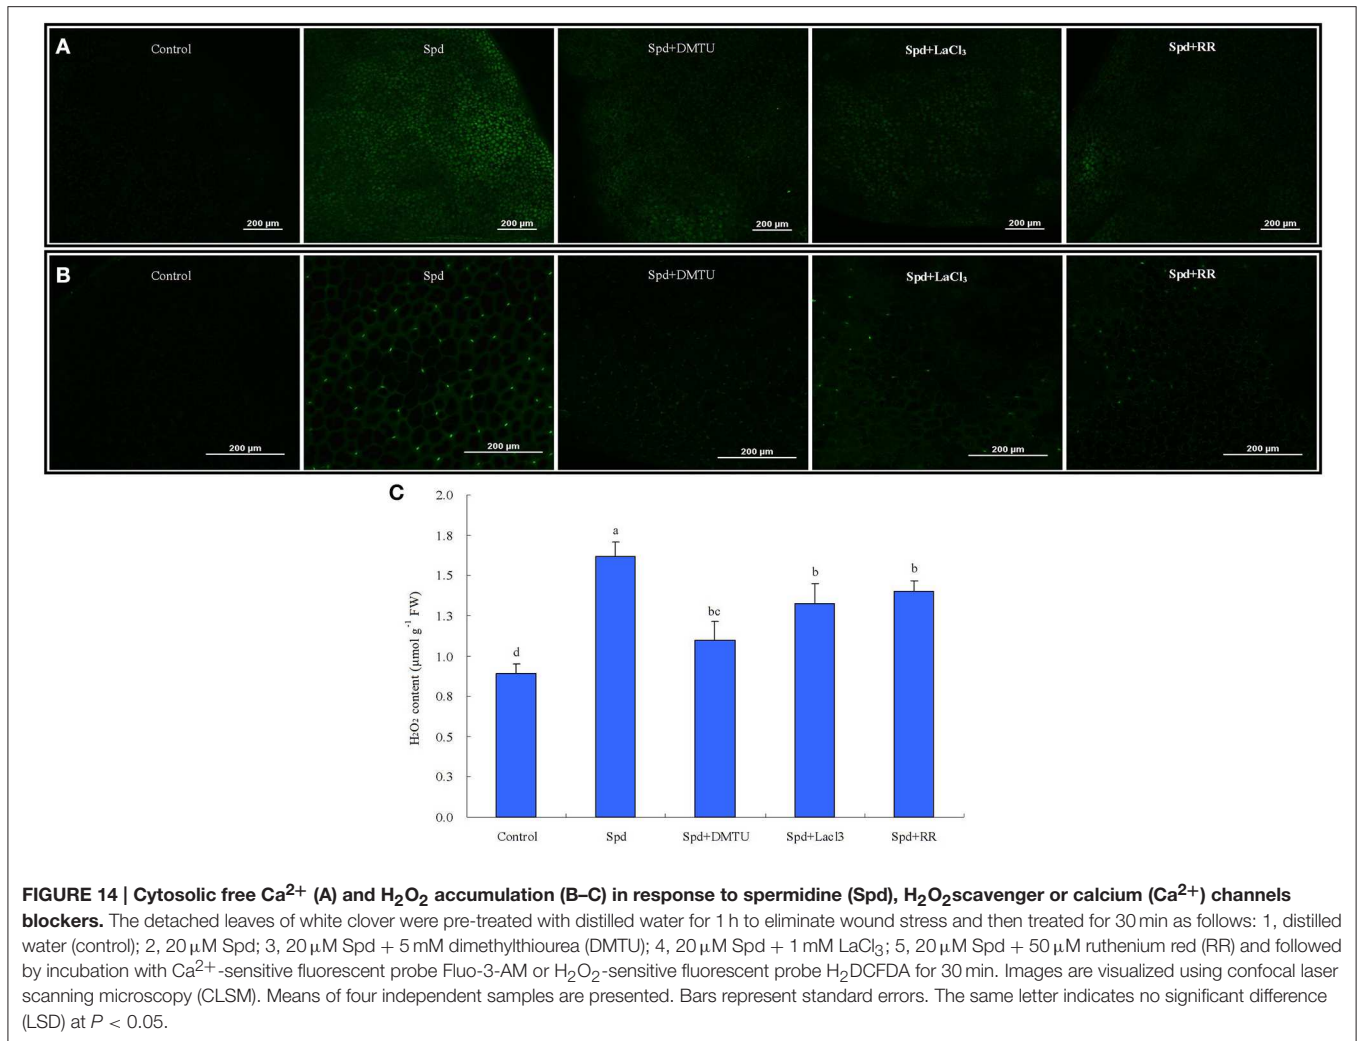 A
Control
Spd
Spd+DMTU
Spd+LaCl₃
Spd+RR
200 µm
200 µm
200 µm
200 µm
200 µm
B
Control
Spd
Spd+DMTU
Spd+LaCl₃
Spd+RR
200 µm
200 µm
200 µm
200 µm
200 µm
C
H₂O₂ content (µmol g⁻¹ FW)
2.0
1.8
1.5
1.3
1.0
0.8
0.5
0.3
0.0
d
a
bc
b
b
Control
Spd
Spd+DMTU
Spd+Lacl3
Spd+RR
FIGURE 14 | Cytosolic free Ca²⁺ (A) and H₂O₂ accumulation (B–C) in response to spermidine (Spd), H₂O₂scavenger or calcium (Ca²⁺) channels
blockers. The detached leaves of white clover were pre-treated with distilled water for 1 h to eliminate wound stress and then treated for 30 min as follows: 1, distilled
water (control); 2, 20 µM Spd; 3, 20 µM Spd + 5 mM dimethylthiourea (DMTU); 4, 20 µM Spd + 1 mM LaCl₃; 5, 20 µM Spd + 50 µM ruthenium red (RR) and followed
by incubation with Ca²⁺-sensitive fluorescent probe Fluo-3-AM or H₂O₂-sensitive fluorescent probe H₂DCFDA for 30 min. Images are visualized using confocal laser
scanning microscopy (CLSM). Means of four independent samples are presented. Bars represent standard errors. The same letter indicates no significant difference
(LSD) at P < 0.05.